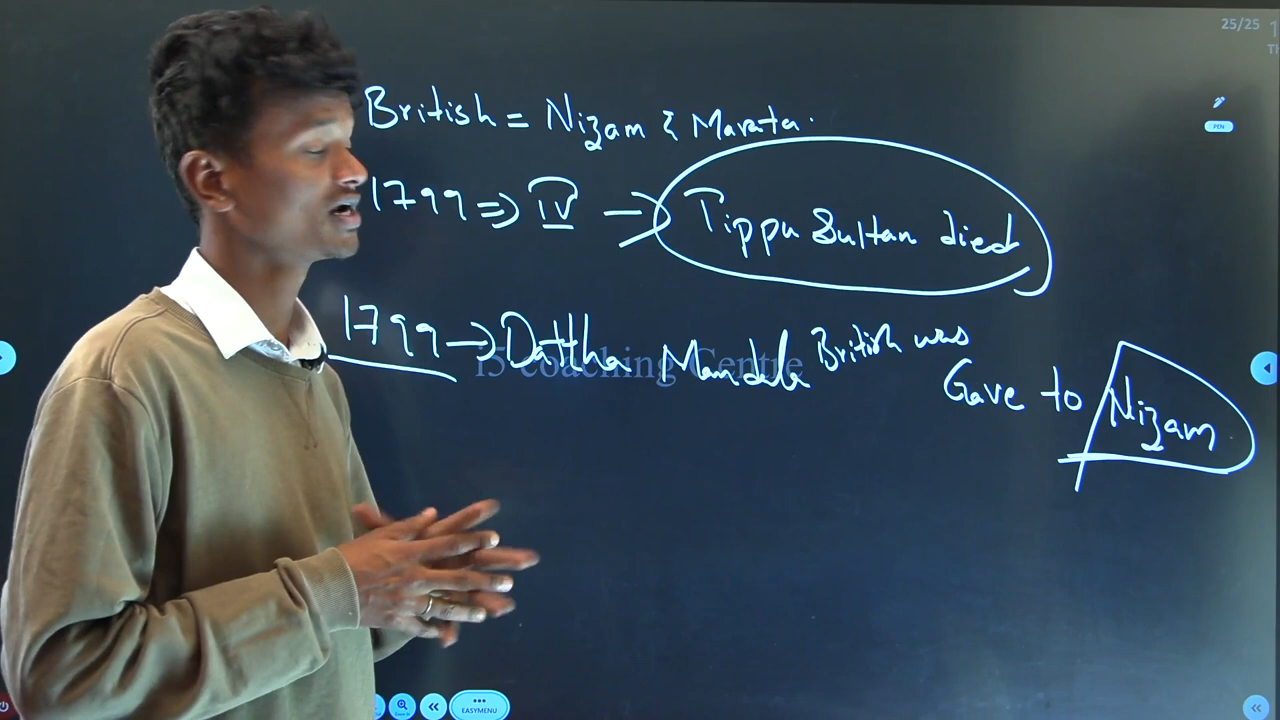 25/25
PEN
British = Nizam & Marata.
1799 => IV -> Tippu Sultan died
1799 -> Dattha Mandala British was
Gave to Nizam
i5 coaching Centre
EASYMENU